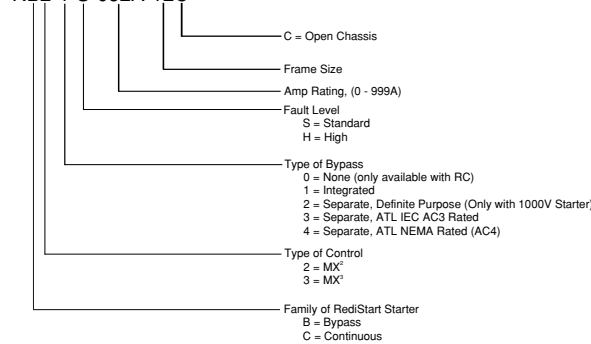 C = Open Chassis
Frame Size
Amp Rating, (0 - 999A)
Fault Level
S = Standard
H = High
Type of Bypass
0 = None (only available with RC)
1 = Integrated
2 = Separate, Definite Purpose (Only with 1000V Starter)
3 = Separate, ATL IEC AC3 Rated
4 = Separate, ATL NEMA Rated (AC4)
Type of Control
2 = MX²
3 = MX³
Family of RediStart Starter
B = Bypass
C = Continuous